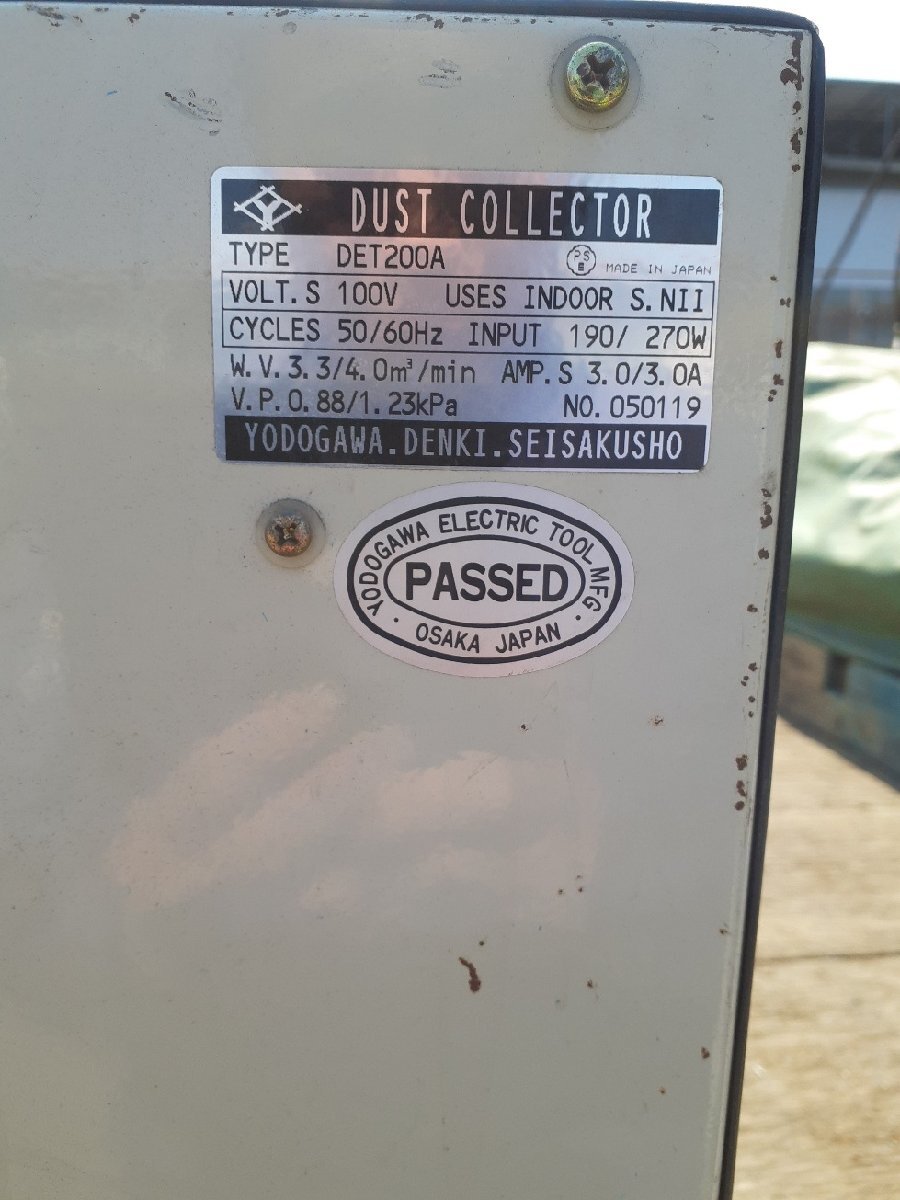 DUST COLLECTOR
TYPE DET200A PS E MADE IN JAPAN
VOLT.S 100V USES INDOOR S.NII
CYCLES 50/60Hz INPUT 190/ 270W
W.V.3.3/4.0m³/min AMP.S 3.0/3.0A
V.P.0.88/1.23kPa NO.050119
YODOGAWA.DENKI.SEISAKUSHO
YODOGAWA ELECTRIC TOOL MFG
PASSED
· OSAKA JAPAN ·